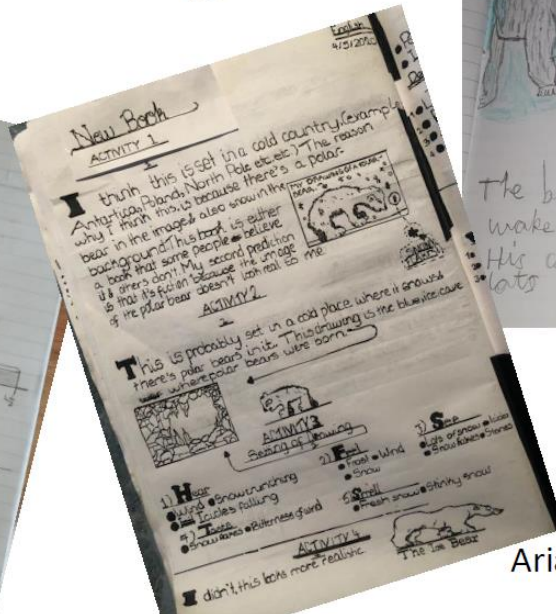 English
4/5/2020
New Book
ACTIVITY 1
I think this is set in a cold country. (example
Antartica, Poland, North Pole etc. etc.) The reason
why I think this, is because there's a polar
bear in the image & also snow in the
background. This book is either
a book that some people believe
is & others don't. My second prediction
is that it's fiction because the image
of the polar bear doesn't look real to me.
ACTIVITY 2
This is probably set in a cold place where it snows &
there's polar bears in it. This drawing is the blue, ice cave
where polar bears were born.
ACTIVITY 3
Setting of drawing
1) Hear
Wind Snow crunching
Icicles falling
2) Feel
Frost Wind
Snow
3) See
Lots of snow
Snow flakes Stones
4) Taste
Snow flakes Bitterness of wind
5) Smell
Fresh snow Stinky snow
ACTIVITY 4
I didn't, this looks more realistic
The Bear
The b
make
His
lots
Aria